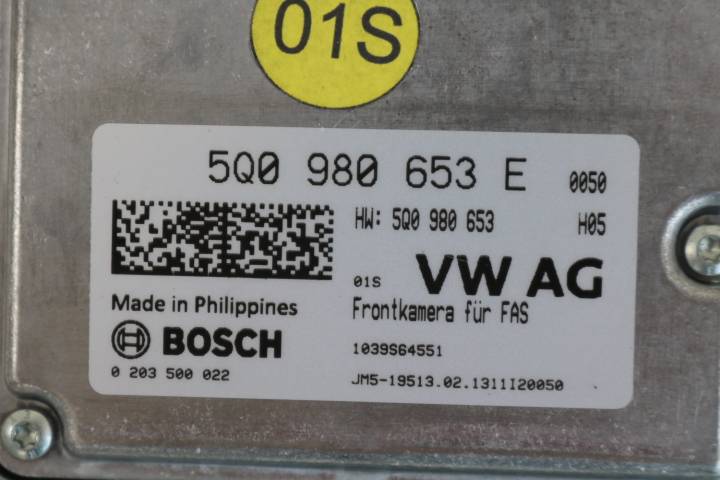 01S
5Q0 980 653 E 0050
HW: 5Q0 980 653 H05
01S VW AG
Made in Philippines
Frontkamera für FAS
BOSCH
1039S64551
0 203 500 022
JM5-19513.02.1311I20050